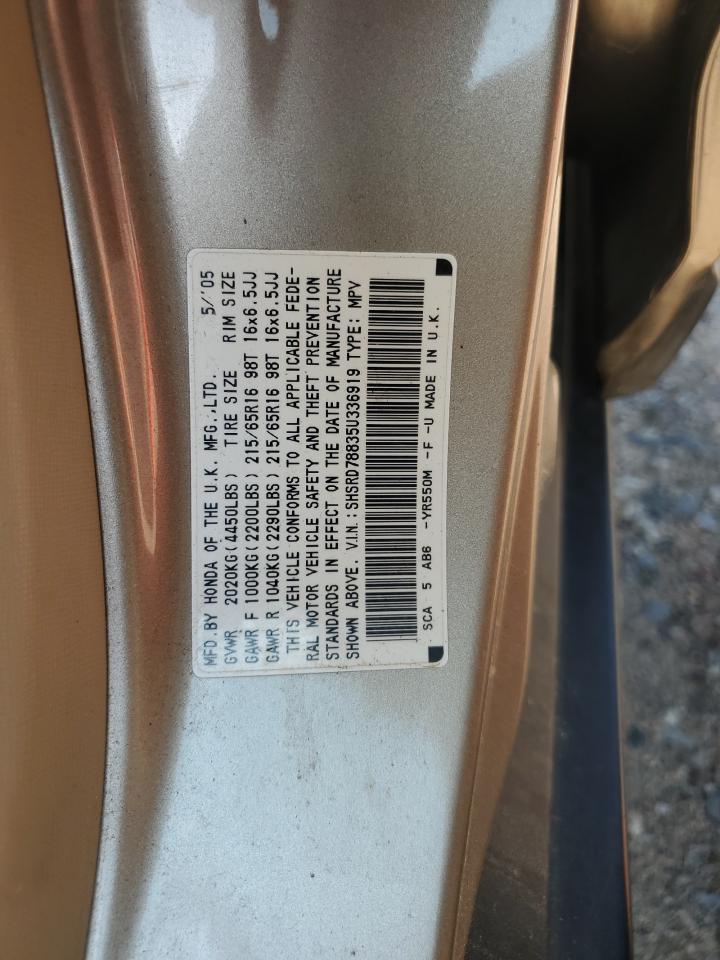 MFD.BY HONDA OF THE U.K. MFG.,LTD. 5/'05
GVWR 2020KG(4450LBS) TIRE SIZE RIM SIZE
GAWR F 1000KG(2200LBS) 215/65R16 98T 16x6.5JJ
GAWR R 1040KG(2290LBS) 215/65R16 98T 16x6.5JJ
THIS VEHICLE CONFORMS TO ALL APPLICABLE FEDE-
RAL MOTOR VEHICLE SAFETY AND THEFT PREVENTION
STANDARDS IN EFFECT ON THE DATE OF MANUFACTURE
SHOWN ABOVE. V.I.N.:SHSRD78835U336919 TYPE: MPV
SCA 5 AB6 -YR550M -F -U MADE IN U.K.